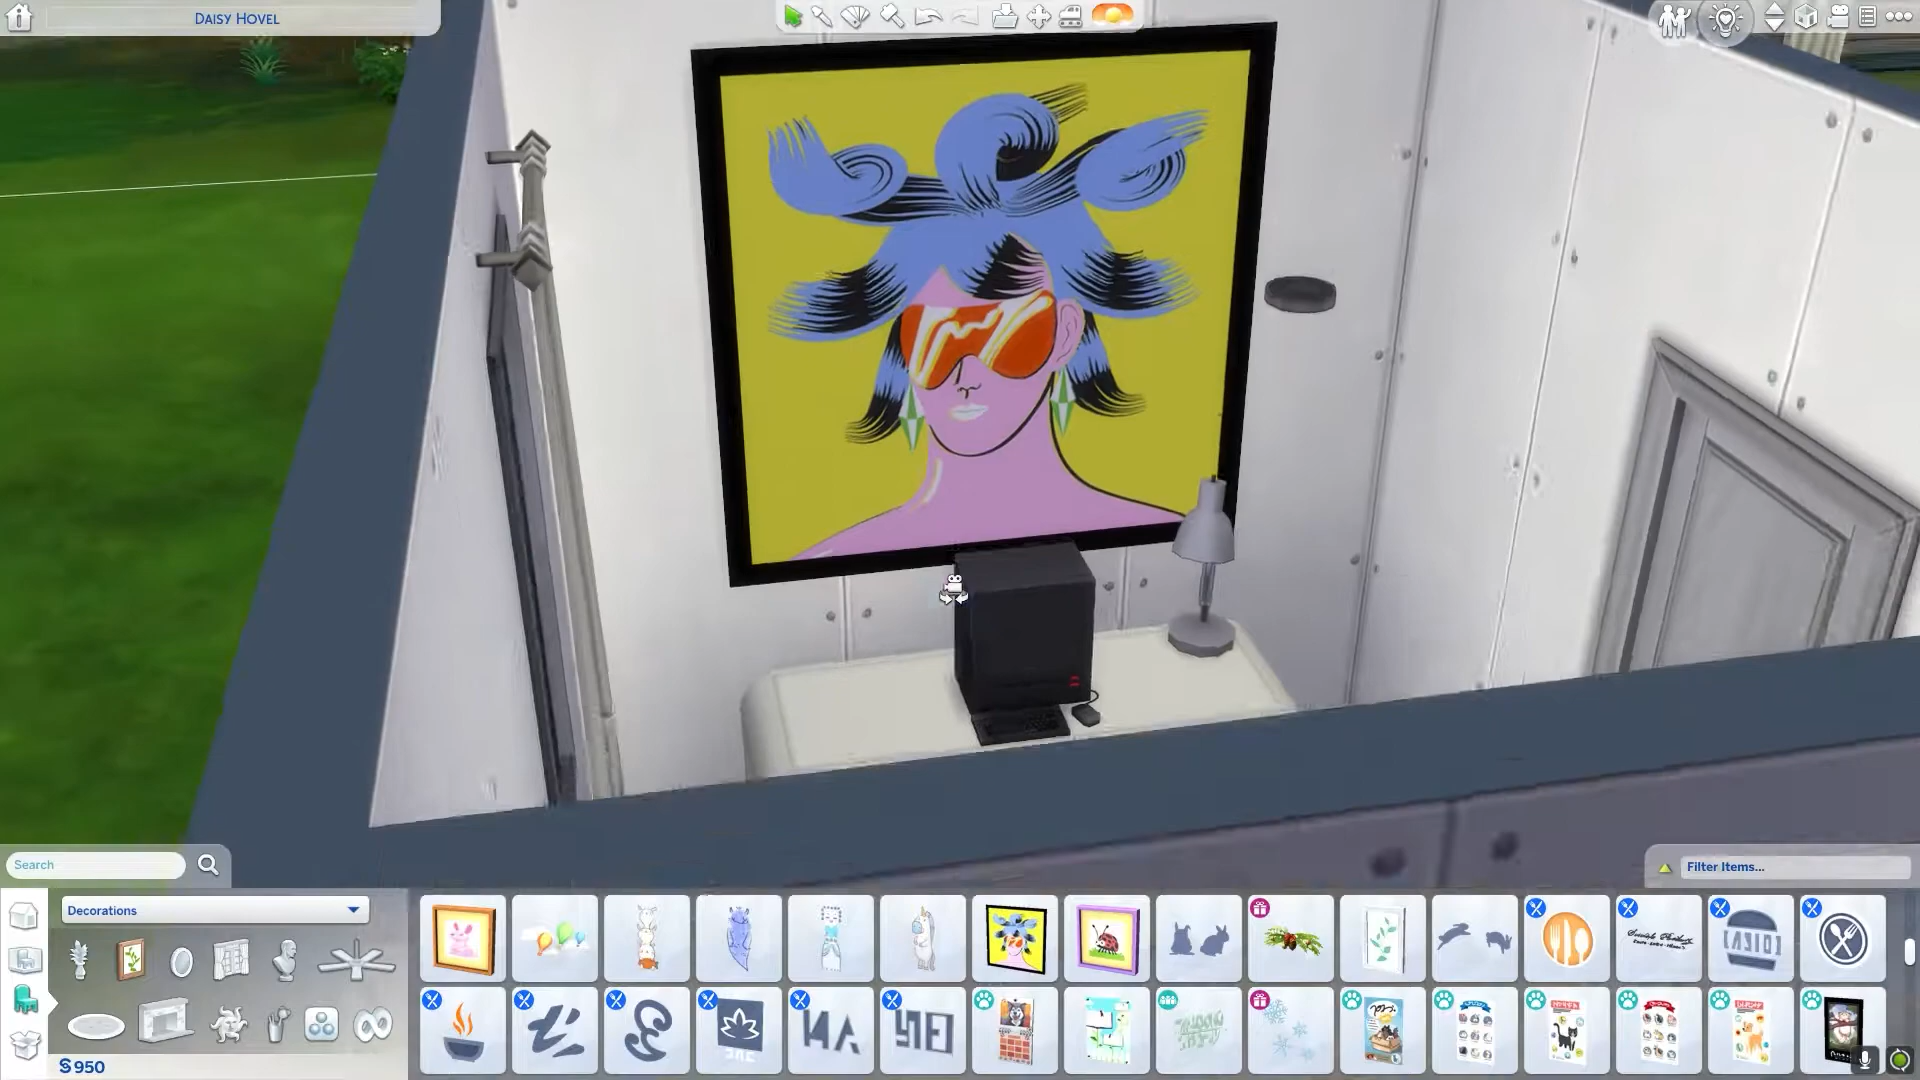 DAISY HOVEL
Search
Filter Items...
Decorations
§950